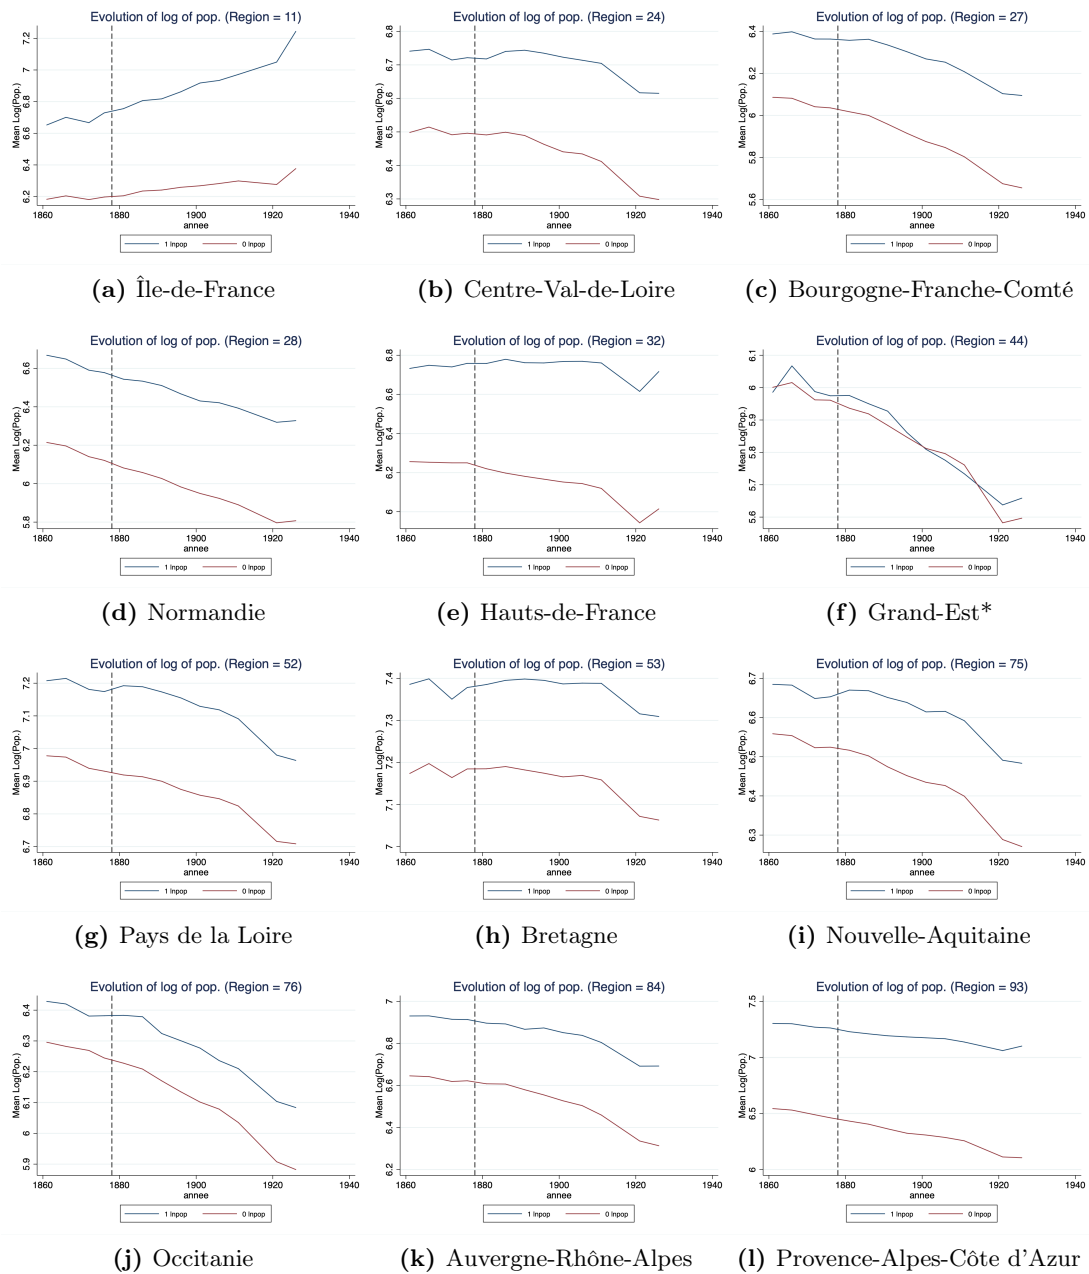 Evolution of log of pop. (Region = 11)
Mean Log(Pop.)
6.2 6.4 6.6 6.8 7 7.2
1860 1880 1900 1920 1940
annee
1 lnpop 0 lnpop
(a) Île-de-France
Evolution of log of pop. (Region = 24)
Mean Log(Pop.)
6.3 6.4 6.5 6.6 6.7 6.8
1860 1880 1900 1920 1940
annee
1 lnpop 0 lnpop
(b) Centre-Val-de-Loire
Evolution of log of pop. (Region = 27)
Mean Log(Pop.)
5.6 5.8 6 6.2 6.4
1860 1880 1900 1920 1940
annee
1 lnpop 0 lnpop
(c) Bourgogne-Franche-Comté
Evolution of log of pop. (Region = 28)
Mean Log(Pop.)
5.8 6 6.2 6.4 6.6
1860 1880 1900 1920 1940
annee
1 lnpop 0 lnpop
(d) Normandie
Evolution of log of pop. (Region = 32)
Mean Log(Pop.)
6 6.2 6.4 6.6 6.8
1860 1880 1900 1920 1940
annee
1 lnpop 0 lnpop
(e) Hauts-de-France
Evolution of log of pop. (Region = 44)
Mean Log(Pop.)
5.6 5.7 5.8 5.9 6 6.1
1860 1880 1900 1920 1940
annee
1 lnpop 0 lnpop
(f) Grand-Est*
Evolution of log of pop. (Region = 52)
Mean Log(Pop.)
6.7 6.8 6.9 7 7.1 7.2
1860 1880 1900 1920 1940
annee
1 lnpop 0 lnpop
(g) Pays de la Loire
Evolution of log of pop. (Region = 53)
Mean Log(Pop.)
7 7.1 7.2 7.3 7.4
1860 1880 1900 1920 1940
annee
1 lnpop 0 lnpop
(h) Bretagne
Evolution of log of pop. (Region = 75)
Mean Log(Pop.)
6.3 6.4 6.5 6.6 6.7
1860 1880 1900 1920 1940
annee
1 lnpop 0 lnpop
(i) Nouvelle-Aquitaine
Evolution of log of pop. (Region = 76)
Mean Log(Pop.)
5.9 6 6.1 6.2 6.3 6.4
1860 1880 1900 1920 1940
annee
1 lnpop 0 lnpop
(j) Occitanie
Evolution of log of pop. (Region = 84)
Mean Log(Pop.)
6.2 6.4 6.6 6.8 7
1860 1880 1900 1920 1940
annee
1 lnpop 0 lnpop
(k) Auvergne-Rhône-Alpes
Evolution of log of pop. (Region = 93)
Mean Log(Pop.)
6 6.5 7 7.5
1860 1880 1900 1920 1940
annee
1 lnpop 0 lnpop
(l) Provence-Alpes-Côte d'Azur